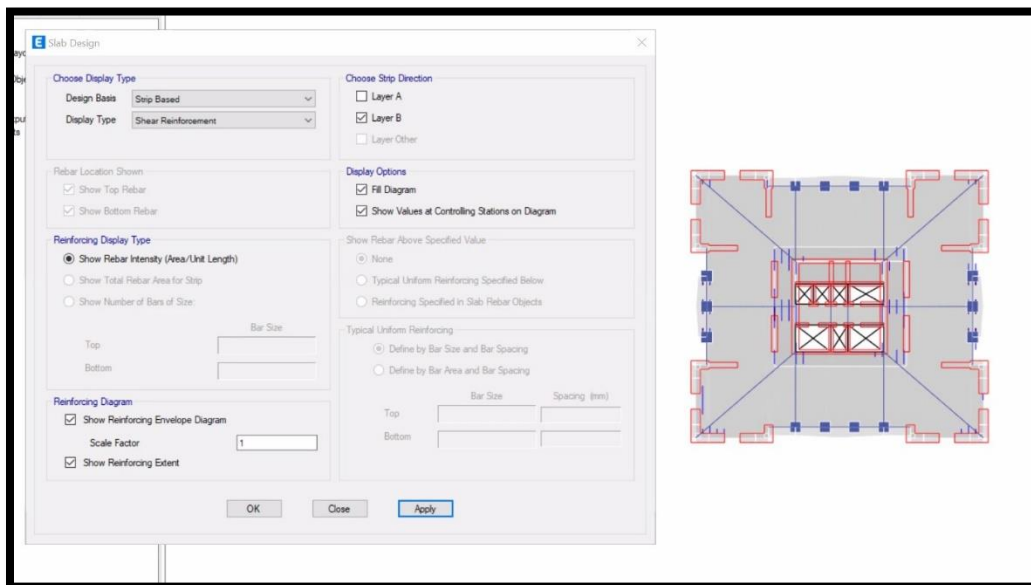 E Slab Design
Choose Display Type
Design Basis Strip Based
Display Type Shear Reinforcement
Choose Strip Direction
Layer A
Layer B
Layer Other
Rebar Location Shown
Show Top Rebar
Show Bottom Rebar
Display Options
Fill Diagram
Show Values at Controlling Stations on Diagram
Reinforcing Display Type
Show Rebar Intensity (Area/Unit Length)
Show Total Rebar Area for Strip
Show Number of Bars of Size:
Bar Size
Top
Bottom
Show Rebar Above Specified Value
None
Typical Uniform Reinforcing Specified Below
Reinforcing Specified in Slab Rebar Objects
Typical Uniform Reinforcing
Define by Bar Size and Bar Spacing
Define by Bar Area and Bar Spacing
Bar Size Spacing (mm)
Top
Bottom
Reinforcing Diagram
Show Reinforcing Envelope Diagram
Scale Factor 1
Show Reinforcing Extent
OK Close Apply